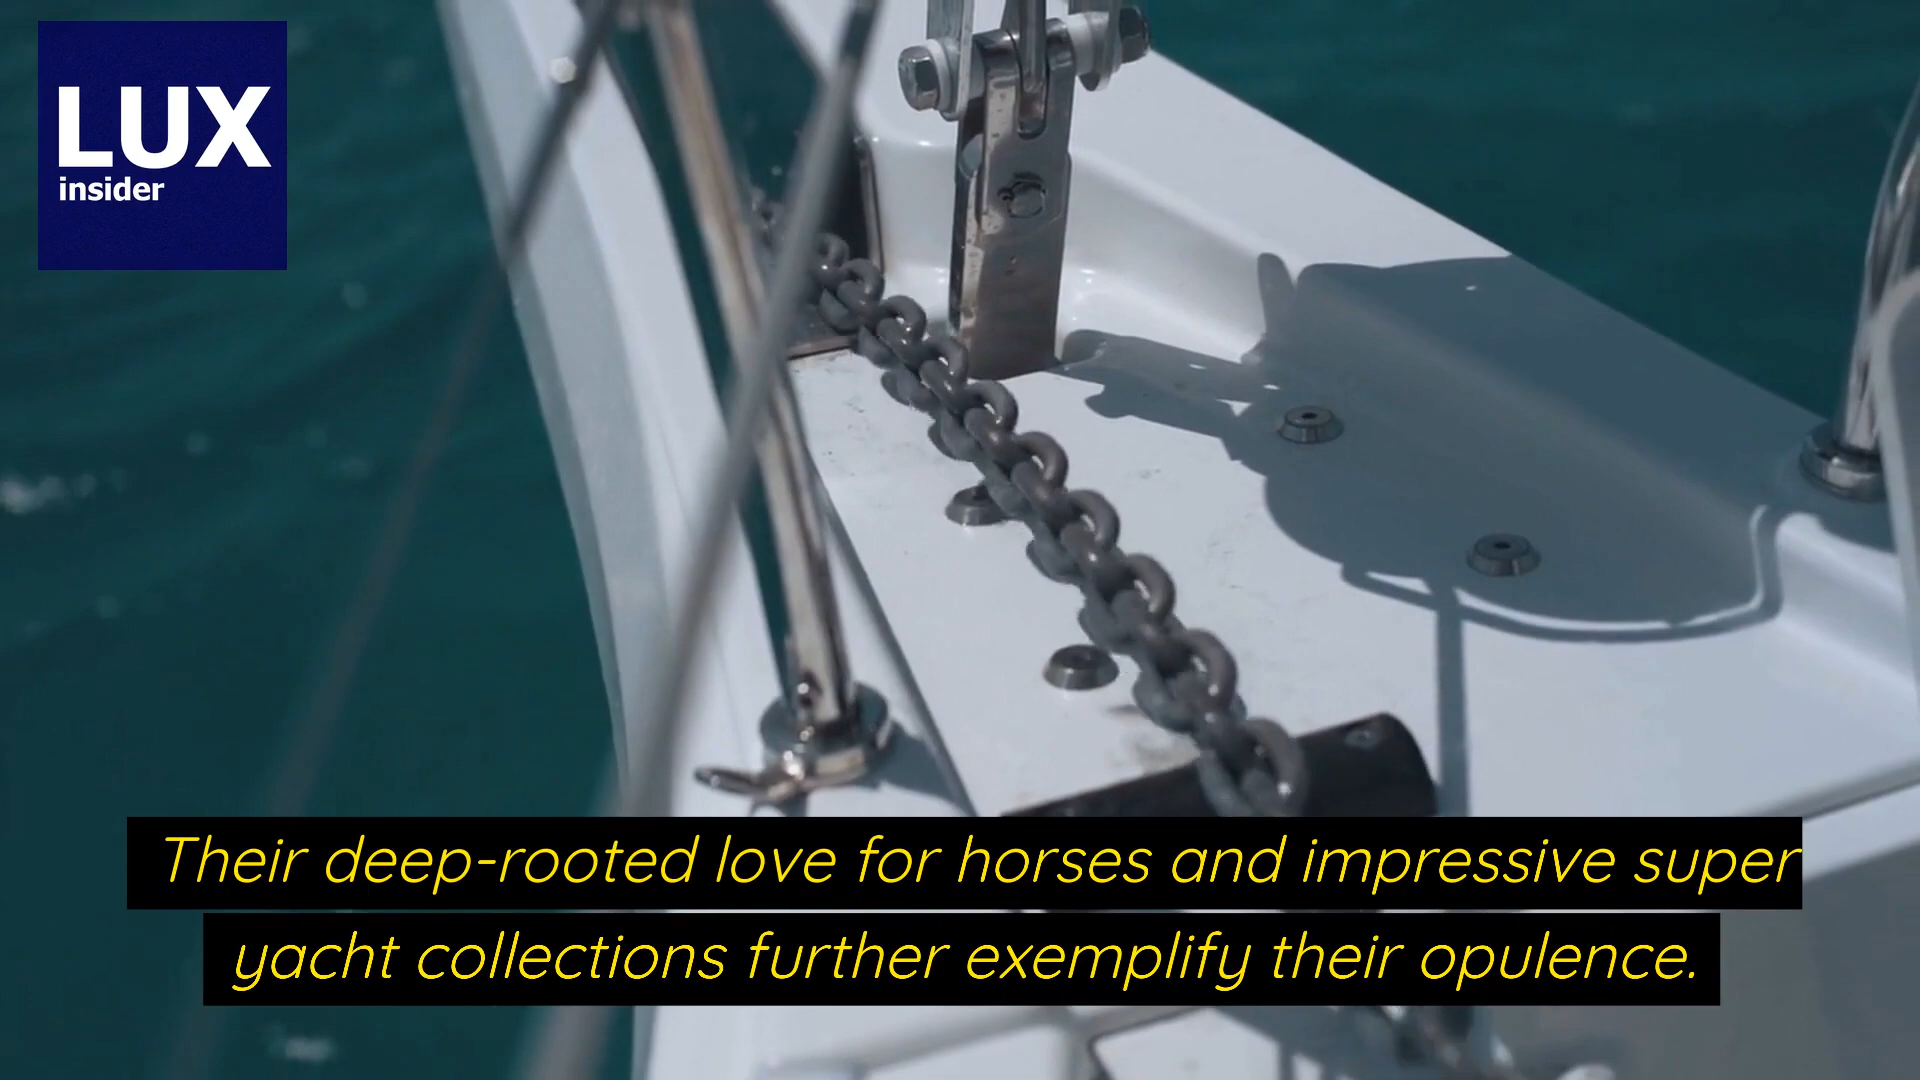 LUX
insider
Their deep-rooted love for horses and impressive super
yacht collections further exemplify their opulence.